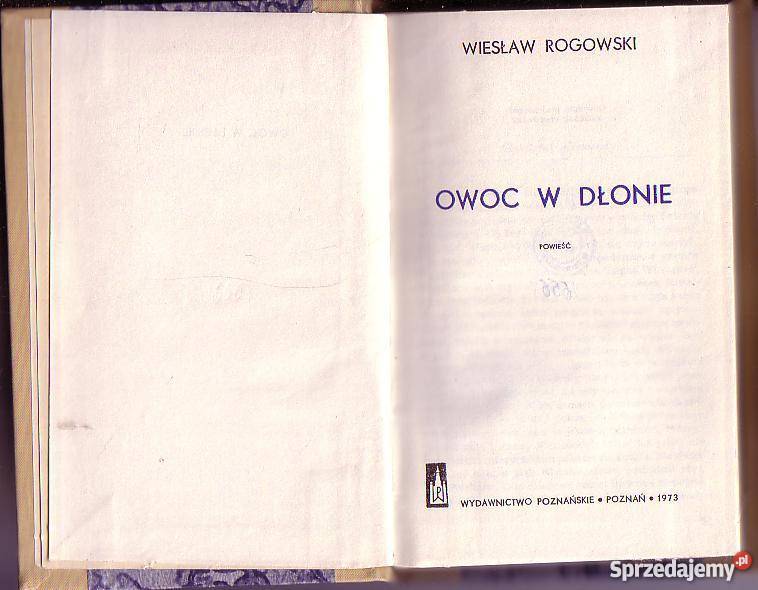 WIESŁAW ROGOWSKI
OWOC W DŁONIE
POWIEŚĆ
WYDAWNICTWO POZNAŃSKIE • POZNAŃ • 1973
Sprzedajemy.pl